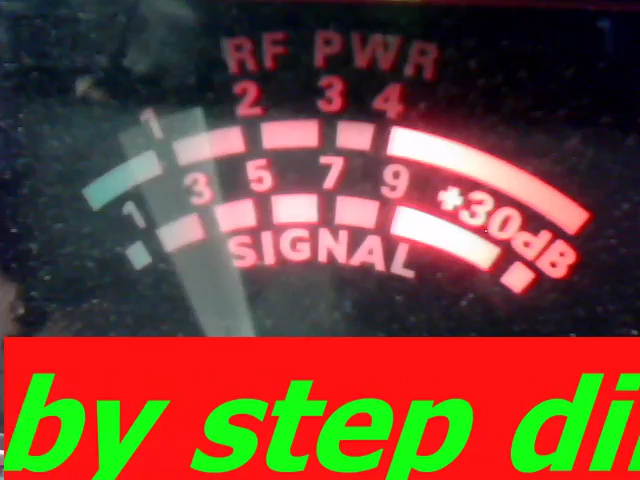 RF PWR
1 2 3 4
1 3 5 7 9 +30dB
SIGNAL
by step di